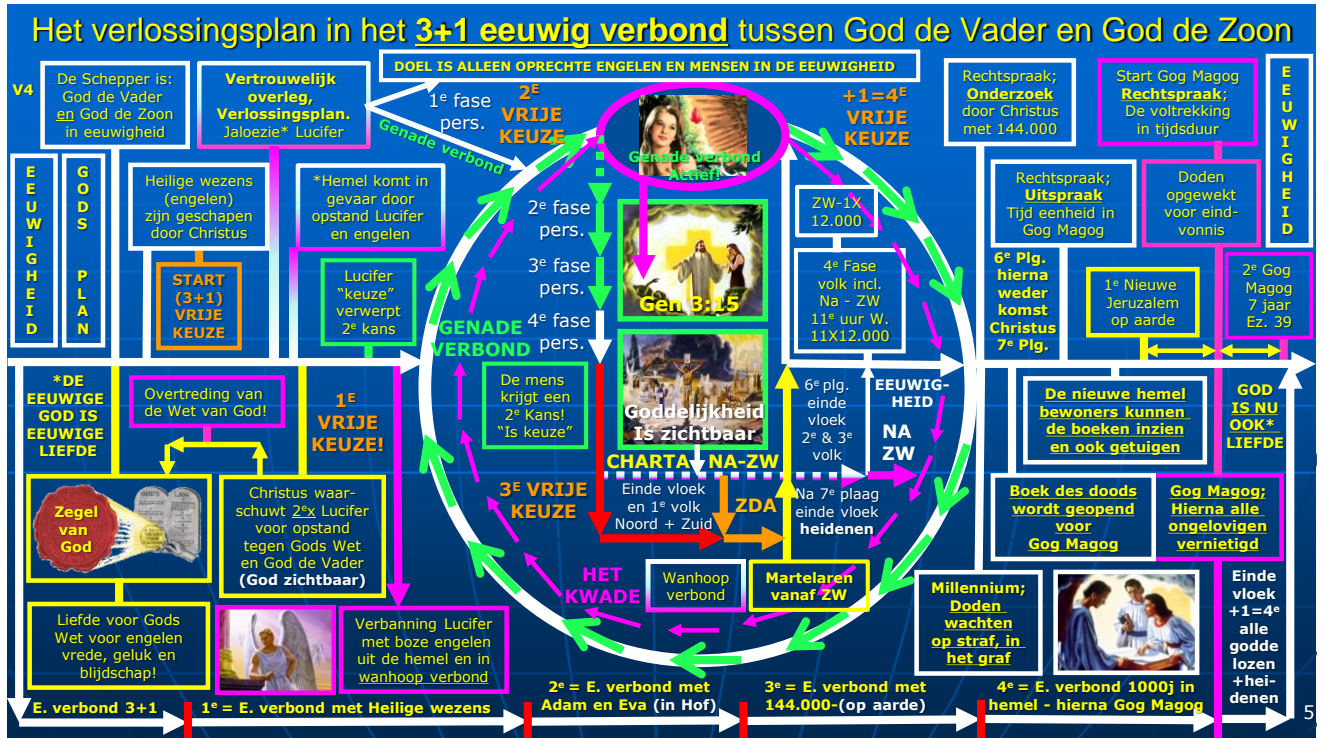 Het verlossingsplan in het 3+1 eeuwig verbond tussen God de Vader en God de Zoon
DOEL IS ALLEEN OPRECHTE ENGELEN EN MENSEN IN DE EEUWIGHEID
V4
De Schepper is:
God de Vader
en God de Zoon
in eeuwigheid
Vertrouwelijk
overleg,
Verlossingsplan.
Jaloezie* Lucifer
1e fase
pers.
Genade verbond
2E
VRIJE
KEUZE
Genade verbond
Actief!
+1=4E
VRIJE
KEUZE
Rechtspraak;
Onderzoek
door Christus
met 144.000
Start Gog Magog
Rechtspraak;
De voltrekking
in tijdsduur
EEUWIGHEID
EEUWIGHEID
GODS PLAN
Heilige wezens
(engelen)
zijn geschapen
door Christus
START
(3+1)
VRIJE
KEUZE
*Hemel komt in
gevaar door
opstand Lucifer
en engelen
Lucifer
"keuze"
verwerpt
2e kans
GENADE
VERBOND
2e fase
pers.
3e fase
pers.
4e fase
pers.
Gen 3:15
ZW-1X
12.000
4e Fase
volk incl.
Na - ZW
11e uur W.
11X12.000
Rechtspraak;
Uitspraak
Tijd eenheid in
Gog Magog
Doden
opgewekt
voor eind-
vonnis
6e Plg.
hierna
weder
komst
Christus
7e Plg.
1e Nieuwe
Jeruzalem
op aarde
2e Gog
Magog
7 jaar
Ez. 39
*DE
EEUWIGE
GOD IS
EEUWIGE
LIEFDE
Overtreding van
de Wet van God!
1E
VRIJE
KEUZE!
De mens
krijgt een
2e Kans!
"Is keuze"
Goddelijkheid
Is zichtbaar
CHARTA NA-ZW
6e plg.
einde
vloek
2e & 3e
volk
EEUWIG-
HEID
NA
ZW
De nieuwe hemel
bewoners kunnen
de boeken inzien
en ook getuigen
GOD
IS NU
OOK*
LIEFDE
Zegel
van
God
GOD'S LAW
Christus waar-
schuwt 2ex Lucifer
voor opstand
tegen Gods Wet
en God de Vader
(God zichtbaar)
3E VRIJE
KEUZE
Einde vloek
en 1e volk
Noord + Zuid
ZDA
Na 7e plaag
einde vloek
heidenen
Boek des doods
wordt geopend
voor
Gog Magog
Gog Magog;
Hierna alle
ongelovigen
vernietigd
HET
KWADE
Wanhoop
verbond
Martelaren
vanaf ZW
Liefde voor Gods
Wet voor engelen
vrede, geluk en
blijdschap!
Verbanning Lucifer
met boze engelen
uit de hemel en in
wanhoop verbond
Millennium;
Doden
wachten
op straf, in
het graf
Einde
vloek
+1=4e
alle
godde
lozen
+hei-
denen
E. verbond 3+1
1e = E. verbond met Heilige wezens
2e = E. verbond met
Adam en Eva (in Hof)
3e = E. verbond met
144.000-(op aarde)
4e = E. verbond 1000j in
hemel - hierna Gog Magog
5